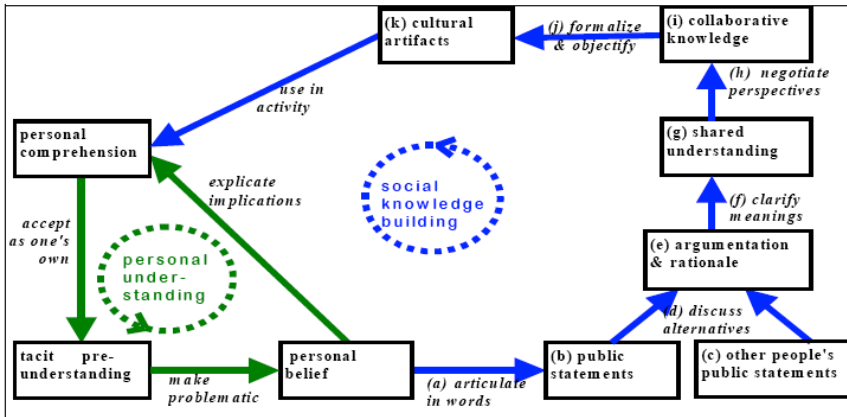 (k) cultural
artifacts
(j) formalize
& objectify
(i) collaborative
knowledge
(h) negotiate
perspectives
use in
activity
personal
comprehension
(g) shared
understanding
explicate
implications
social
knowledge
building
(f) clarify
meanings
accept
as one's
own
personal
under-
standing
(e) argumentation
& rationale
(d) discuss
alternatives
tacit pre-
understanding
make
problematic
personal
belief
(a) articulate
in words
(b) public
statements
(c) other people's
public statements